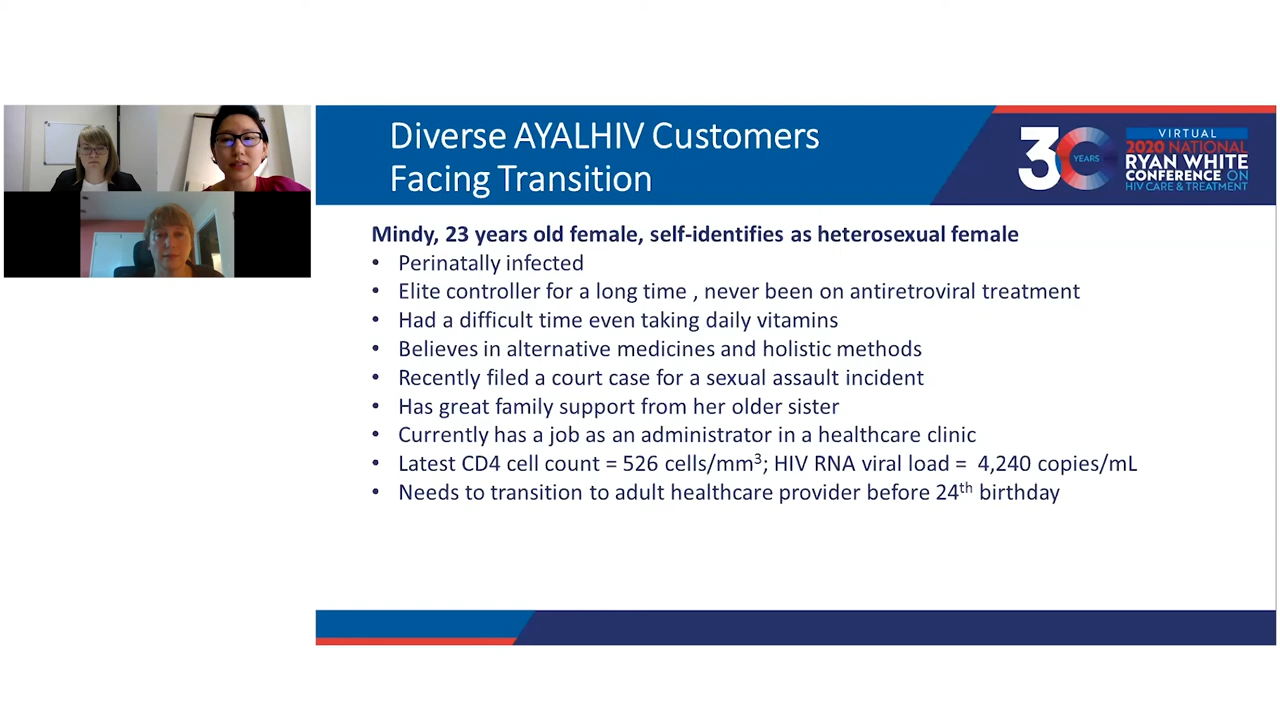 Diverse AYALHIV Customers
Facing Transition
30 YEARS
VIRTUAL
2020 NATIONAL
RYAN WHITE
CONFERENCE ON
HIV CARE & TREATMENT
Mindy, 23 years old female, self-identifies as heterosexual female
• Perinatally infected
• Elite controller for a long time , never been on antiretroviral treatment
• Had a difficult time even taking daily vitamins
• Believes in alternative medicines and holistic methods
• Recently filed a court case for a sexual assault incident
• Has great family support from her older sister
• Currently has a job as an administrator in a healthcare clinic
• Latest CD4 cell count = 526 cells/mm³; HIV RNA viral load = 4,240 copies/mL
• Needs to transition to adult healthcare provider before 24th birthday